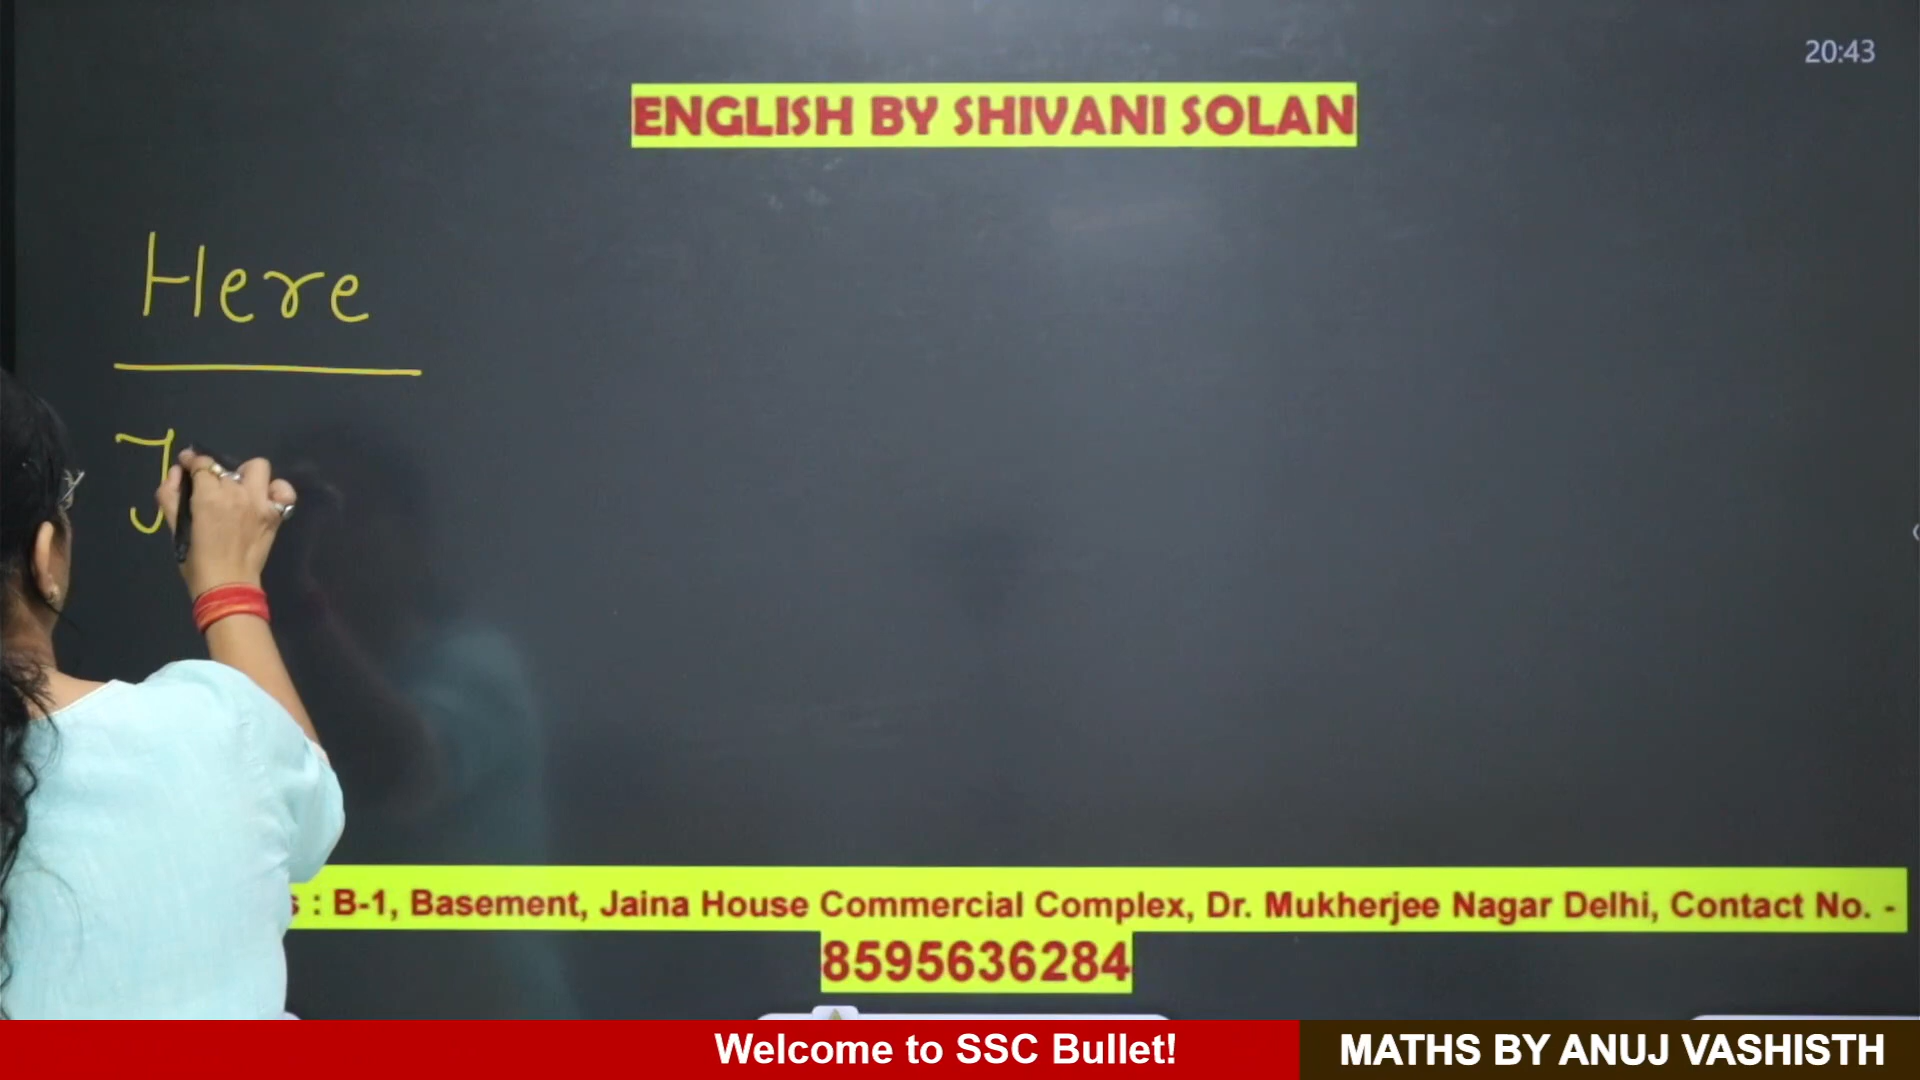 20:43
ENGLISH BY SHIVANI SOLAN
Here
: B-1, Basement, Jaina House Commercial Complex, Dr. Mukherjee Nagar Delhi, Contact No. -
8595636284
Welcome to SSC Bullet!
MATHS BY ANUJ VASHISTH